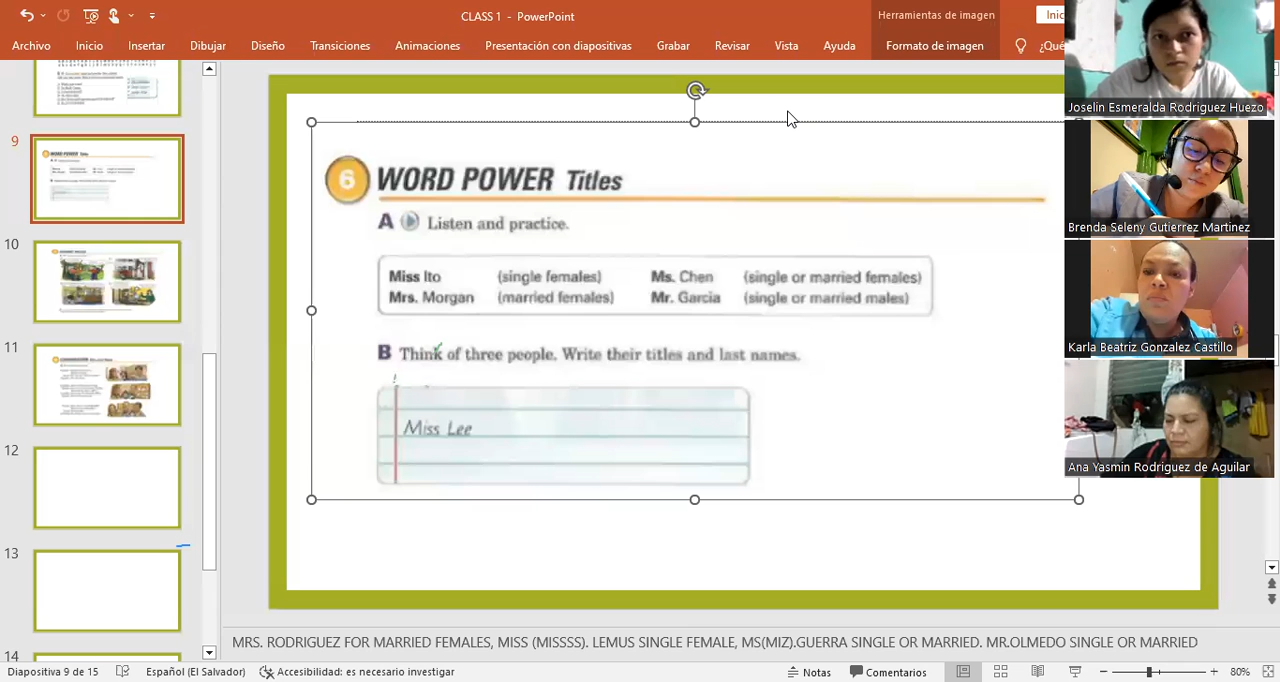 CLASS 1 - PowerPoint
Herramientas de imagen
Inic
Archivo Inicio Insertar Dibujar Diseño Transiciones Animaciones Presentación con diapositivas Grabar Revisar Vista Ayuda Formato de imagen ¿Qué
Joselin Esmeralda Rodriguez Huezo
Brenda Seleny Gutierrez Martinez
Karla Beatriz Gonzalez Castillo
Ana Yasmin Rodriguez de Aguilar
9
WORD POWER Titles
10
11
12
13
14
6 WORD POWER Titles
A Listen and practice.
Miss Ito (single females) Ms. Chen (single or married females)
Mrs. Morgan (married females) Mr. Garcia (single or married males)
B Think of three people. Write their titles and last names.
Miss Lee
MRS. RODRIGUEZ FOR MARRIED FEMALES, MISS (MISSSS). LEMUS SINGLE FEMALE, MS(MIZ).GUERRA SINGLE OR MARRIED. MR.OLMEDO SINGLE OR MARRIED
Diapositiva 9 de 15 Español (El Salvador) Accesibilidad: es necesario investigar Notas Comentarios 80%